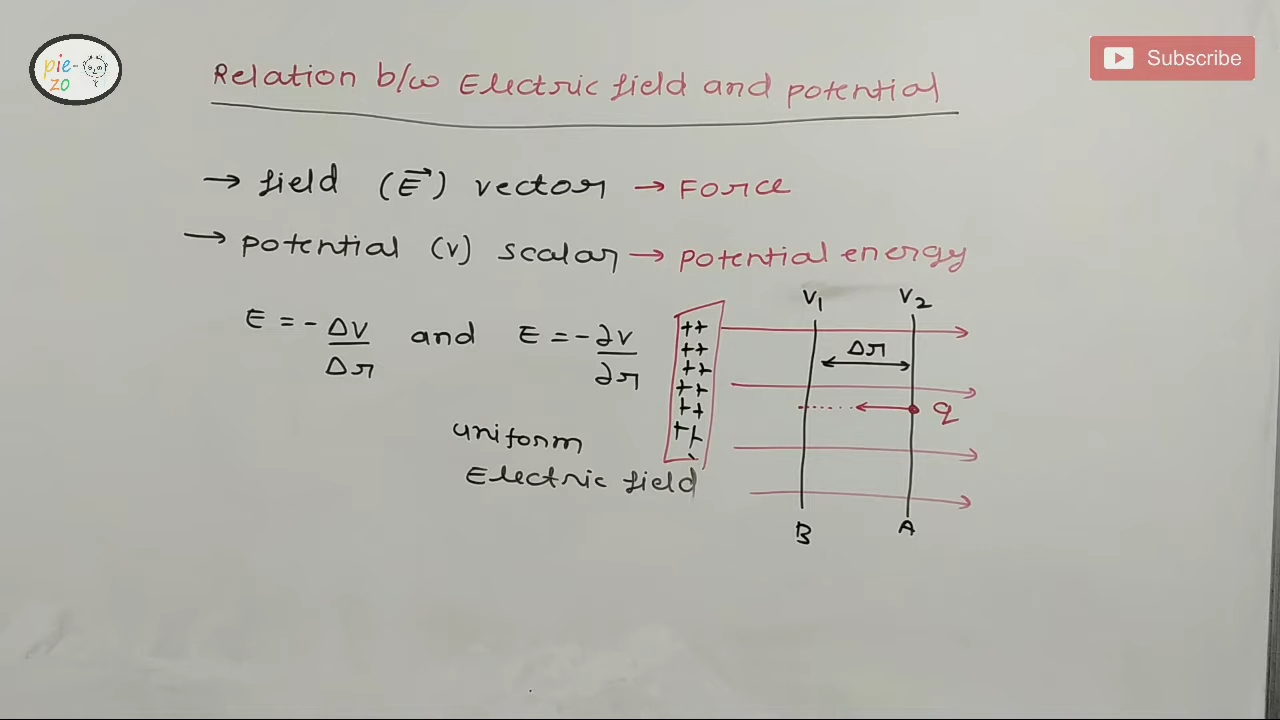 pie-
zo
Subscribe
Relation b/w Electric field and potential
→ field (E⃗) vector → Force
→ potential (v) scalar → potential energy
E = - ΔV/Δr and E = - ∂v/∂r
V1 V2
Δr
++
++
++
++
++
++
q
uniform
Electric field
B A